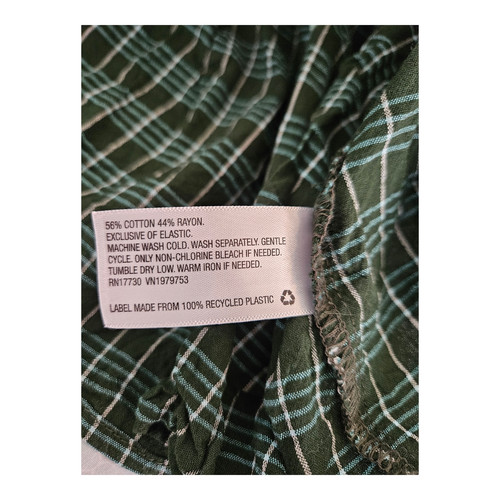 56% COTTON 44% RAYON.
EXCLUSIVE OF ELASTIC.
MACHINE WASH COLD. WASH SEPARATELY. GENTLE
CYCLE. ONLY NON-CHLORINE BLEACH IF NEEDED.
TUMBLE DRY LOW. WARM IRON IF NEEDED.
RN17730 VN1979753
LABEL MADE FROM 100% RECYCLED PLASTIC